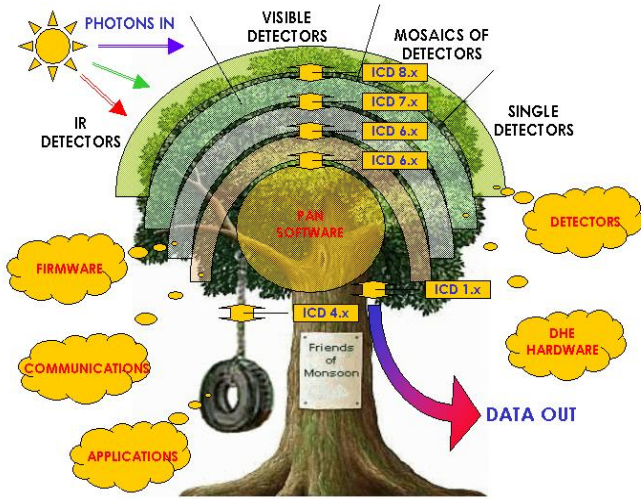 PHOTONS IN
VISIBLE
DETECTORS
MOSAICS OF
DETECTORS
IR
DETECTORS
SINGLE
DETECTORS
ICD 8.x
ICD 7.x
ICD 6.x
ICD 6.x
PAN
SOFTWARE
DETECTORS
FIRMWARE
ICD 1.x
ICD 4.x
DHE
HARDWARE
COMMUNICATIONS
Friends
of
Monsoon
DATA OUT
APPLICATIONS